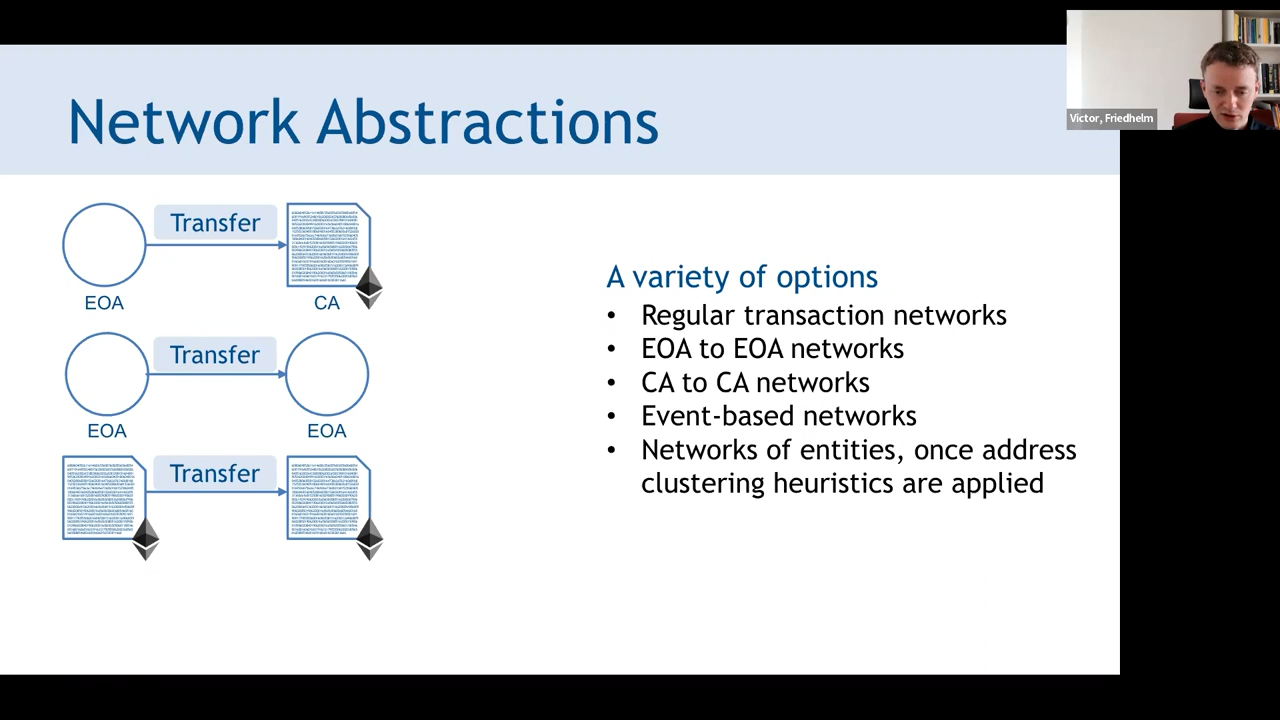 Network Abstractions
Victor, Friedhelm
Transfer
EOA
CA
Transfer
EOA
EOA
Transfer
A variety of options
• Regular transaction networks
• EOA to EOA networks
• CA to CA networks
• Event-based networks
• Networks of entities, once address
clustering heuristics are applied